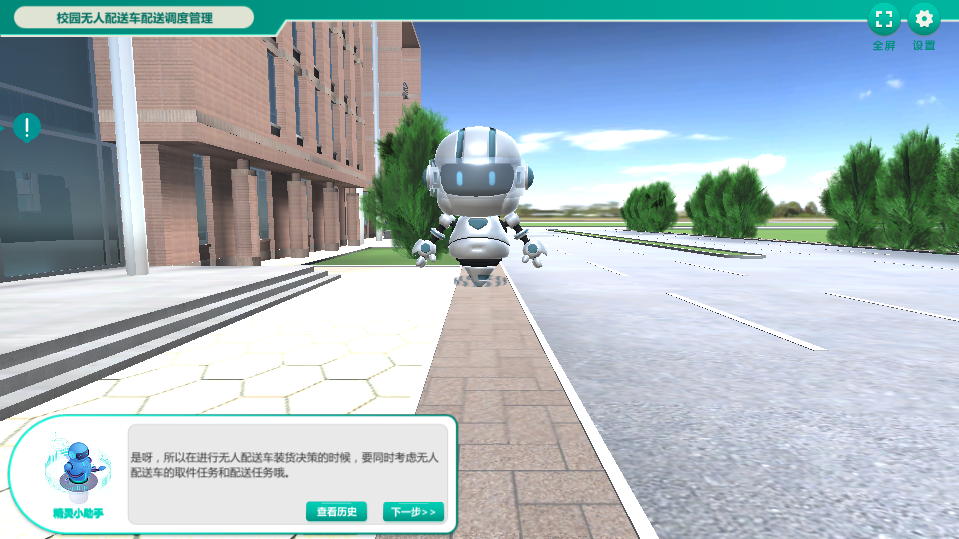 校园无人配送车配送调度管理
全屏
设置
是呀，所以在进行无人配送车装货决策的时候，要同时考虑无人
配送车的取件任务和配送任务哦。
精灵小助手
查看历史
下一步>>